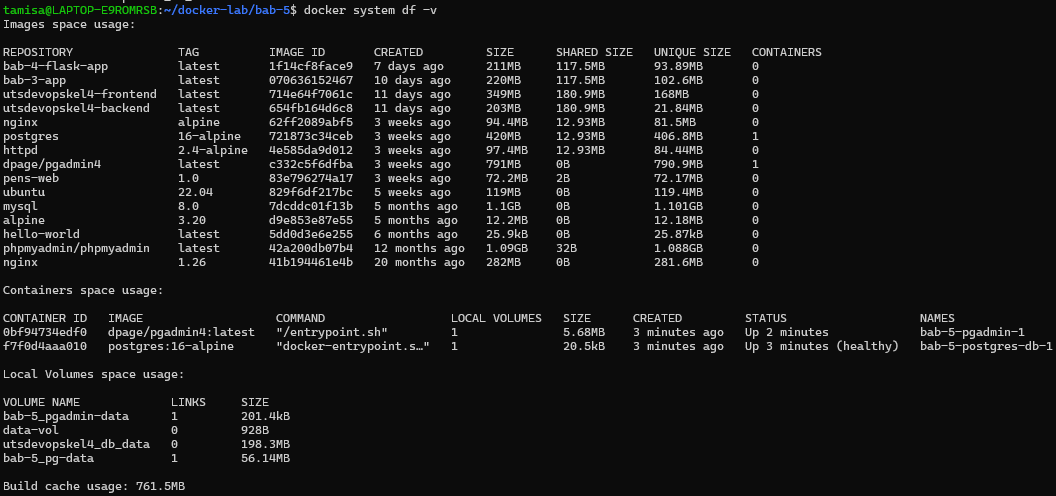 tamisa@LAPTOP-E9ROMRSB:~/docker-lab/bab-5$ docker system df -v
Images space usage:

REPOSITORY               TAG          IMAGE ID       CREATED         SIZE      SHARED SIZE   UNIQUE SIZE   CONTAINERS
bab-4-flask-app          latest       1f14cf8face9   7 days ago      211MB     117.5MB       93.89MB       0
bab-3-app                latest       070636152467   10 days ago     220MB     117.5MB       102.6MB       0
utsdevopskel4-frontend   latest       714e64f7061c   11 days ago     349MB     180.9MB       168MB         0
utsdevopskel4-backend    latest       654fb164d6c8   11 days ago     203MB     180.9MB       21.84MB       0
nginx                    alpine       62ff2089abf5   3 weeks ago     94.4MB    12.93MB       81.5MB        0
postgres                 16-alpine    721873c34ceb   3 weeks ago     420MB     12.93MB       406.8MB       1
httpd                    2.4-alpine   4e585da9d012   3 weeks ago     97.4MB    12.93MB       84.44MB       0
dpage/pgadmin4           latest       c332c5f6dfba   3 weeks ago     791MB     0B            790.9MB       1
pens-web                 1.0          83e796274a17   3 weeks ago     72.2MB    2B            72.17MB       0
ubuntu                   22.04        829f6df217bc   5 weeks ago     119MB     0B            119.4MB       0
mysql                    8.0          7dcddc01f13b   5 months ago    1.1GB     0B            1.101GB       0
alpine                   3.20         d9e853e87e55   5 months ago    12.2MB    0B            12.18MB       0
hello-world              latest       5dd0d3e6e255   6 months ago    25.9kB    0B            25.87kB       0
phpmyadmin/phpmyadmin    latest       42a200db07b4   12 months ago   1.09GB    32B           1.088GB       0
nginx                    1.26         41b194461e4b   20 months ago   282MB     0B            281.6MB       0

Containers space usage:

CONTAINER ID   IMAGE                   COMMAND                  LOCAL VOLUMES   SIZE      CREATED         STATUS                   NAMES
0bf94734edf0   dpage/pgadmin4:latest   "/entrypoint.sh"         1               5.68MB    3 minutes ago   Up 2 minutes             bab-5-pgadmin-1
f7f0d4aaa010   postgres:16-alpine      "docker-entrypoint.s…"   1               20.5kB    3 minutes ago   Up 3 minutes (healthy)   bab-5-postgres-db-1

Local Volumes space usage:

VOLUME NAME             LINKS     SIZE
bab-5_pgadmin-data      1         201.4kB
data-vol                0         928B
utsdevopskel4_db_data   0         198.3MB
bab-5_pg-data           1         56.14MB

Build cache usage: 761.5MB